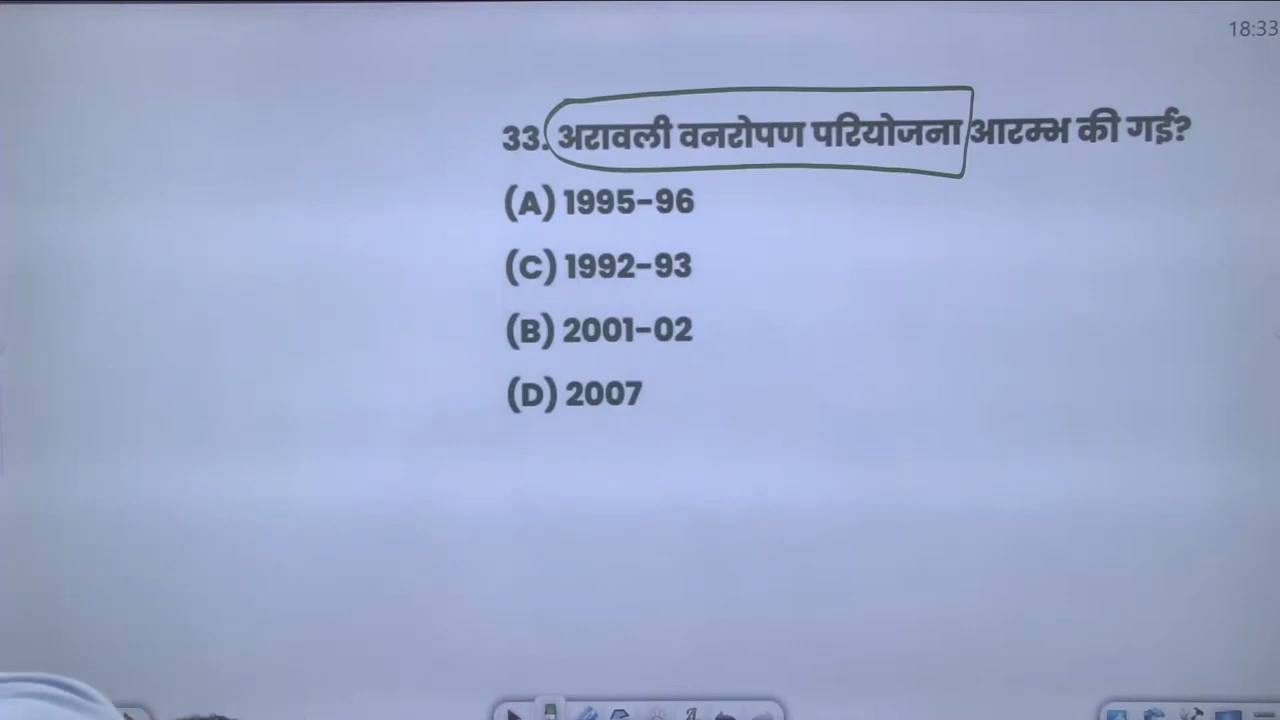 18:33
33. अरावली वनरोपण परियोजना आरम्भ की गई?
(A) 1995-96
(C) 1992-93
(B) 2001-02
(D) 2007